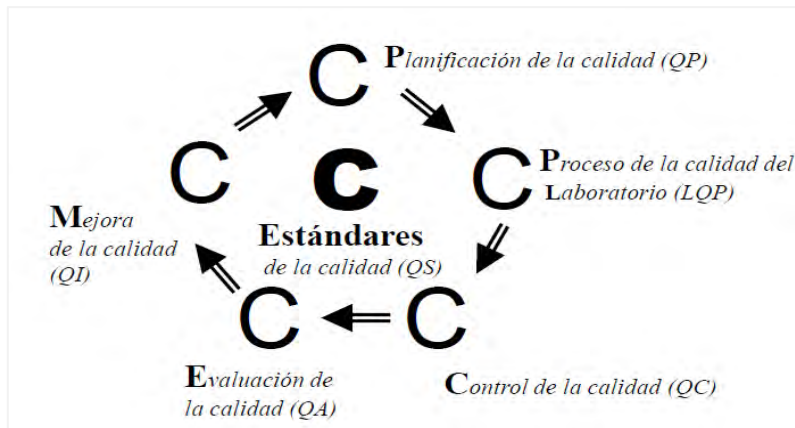 C Planificación de la calidad (QP)
C Proceso de la calidad del
Laboratorio (LQP)
C Control de la calidad (QC)
C
Evaluación de
la calidad (QA)
C
Mejora
de la calidad
(QI)
c
Estándares
de la calidad (QS)